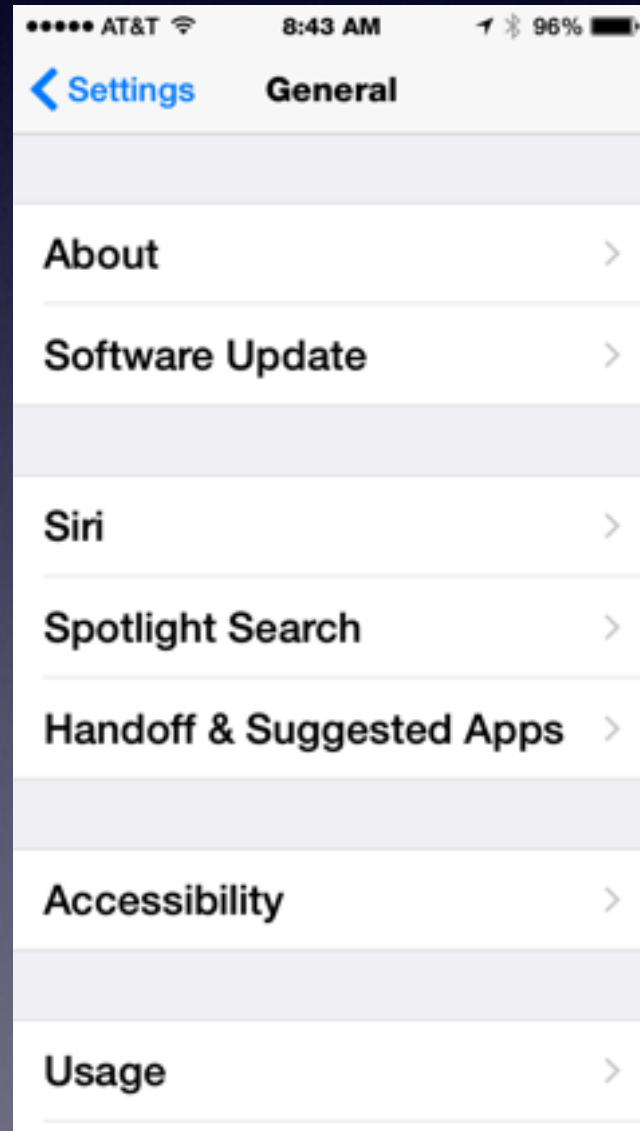 AT&T 8:43 AM 96%
Settings General
About
Software Update
Siri
Spotlight Search
Handoff & Suggested Apps
Accessibility
Usage